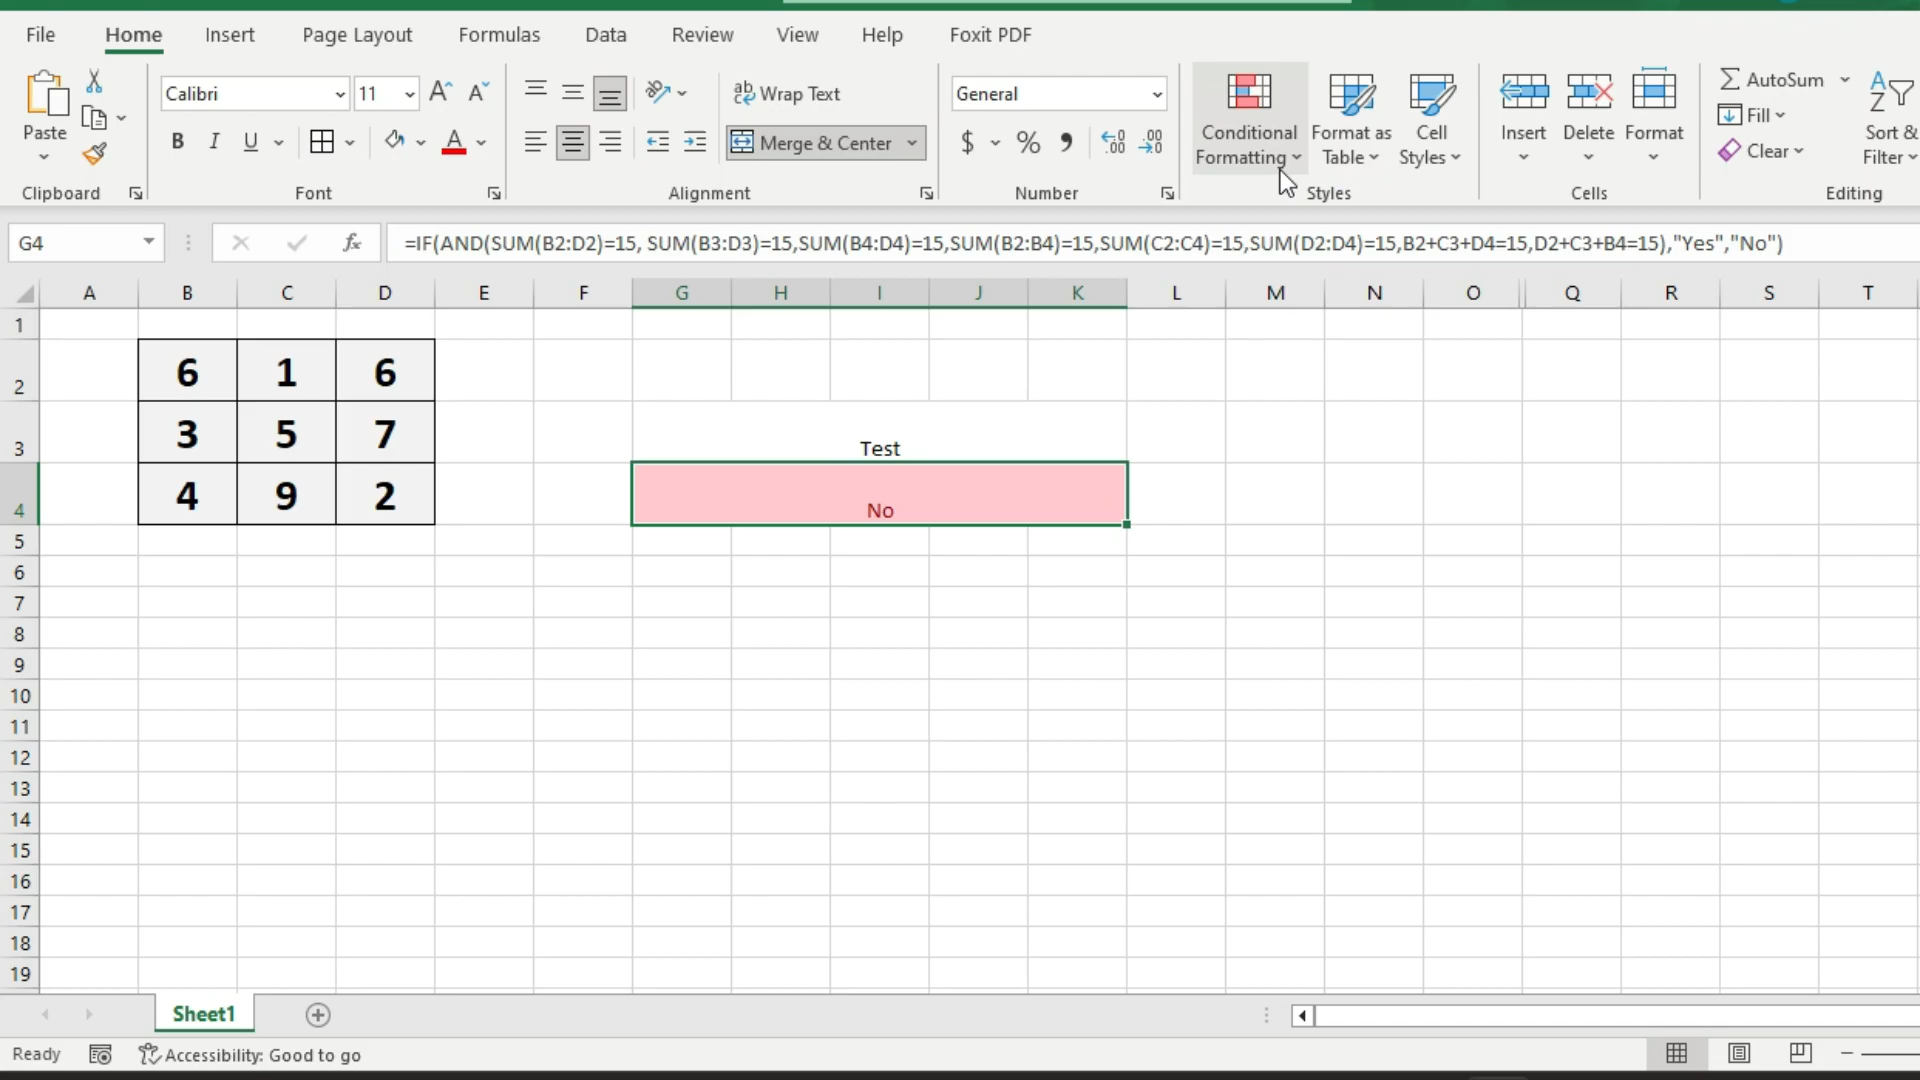 File Home Insert Page Layout Formulas Data Review View Help Foxit PDF
Paste
Calibri 11
B I U A
ab Wrap Text
Merge & Center
General
$ % 9 .00
Conditional Formatting
Format as Table
Cell Styles
Insert Delete Format
AutoSum
Fill
Clear
Sort &
Filter
Clipboard Font Alignment Number Styles Cells Editing
G4 fx =IF(AND(SUM(B2:D2)=15, SUM(B3:D3)=15,SUM(B4:D4)=15,SUM(B2:B4)=15,SUM(C2:C4)=15,SUM(D2:D4)=15,B2+C3+D4=15,D2+C3+B4=15),"Yes","No")
A B C D E F G H I J K L M N O Q R S T
1
2 6 1 6
3 3 5 7 Test
4 4 9 2 No
5
6
7
8
9
10
11
12
13
14
15
16
17
18
19
Sheet1
Ready Accessibility: Good to go